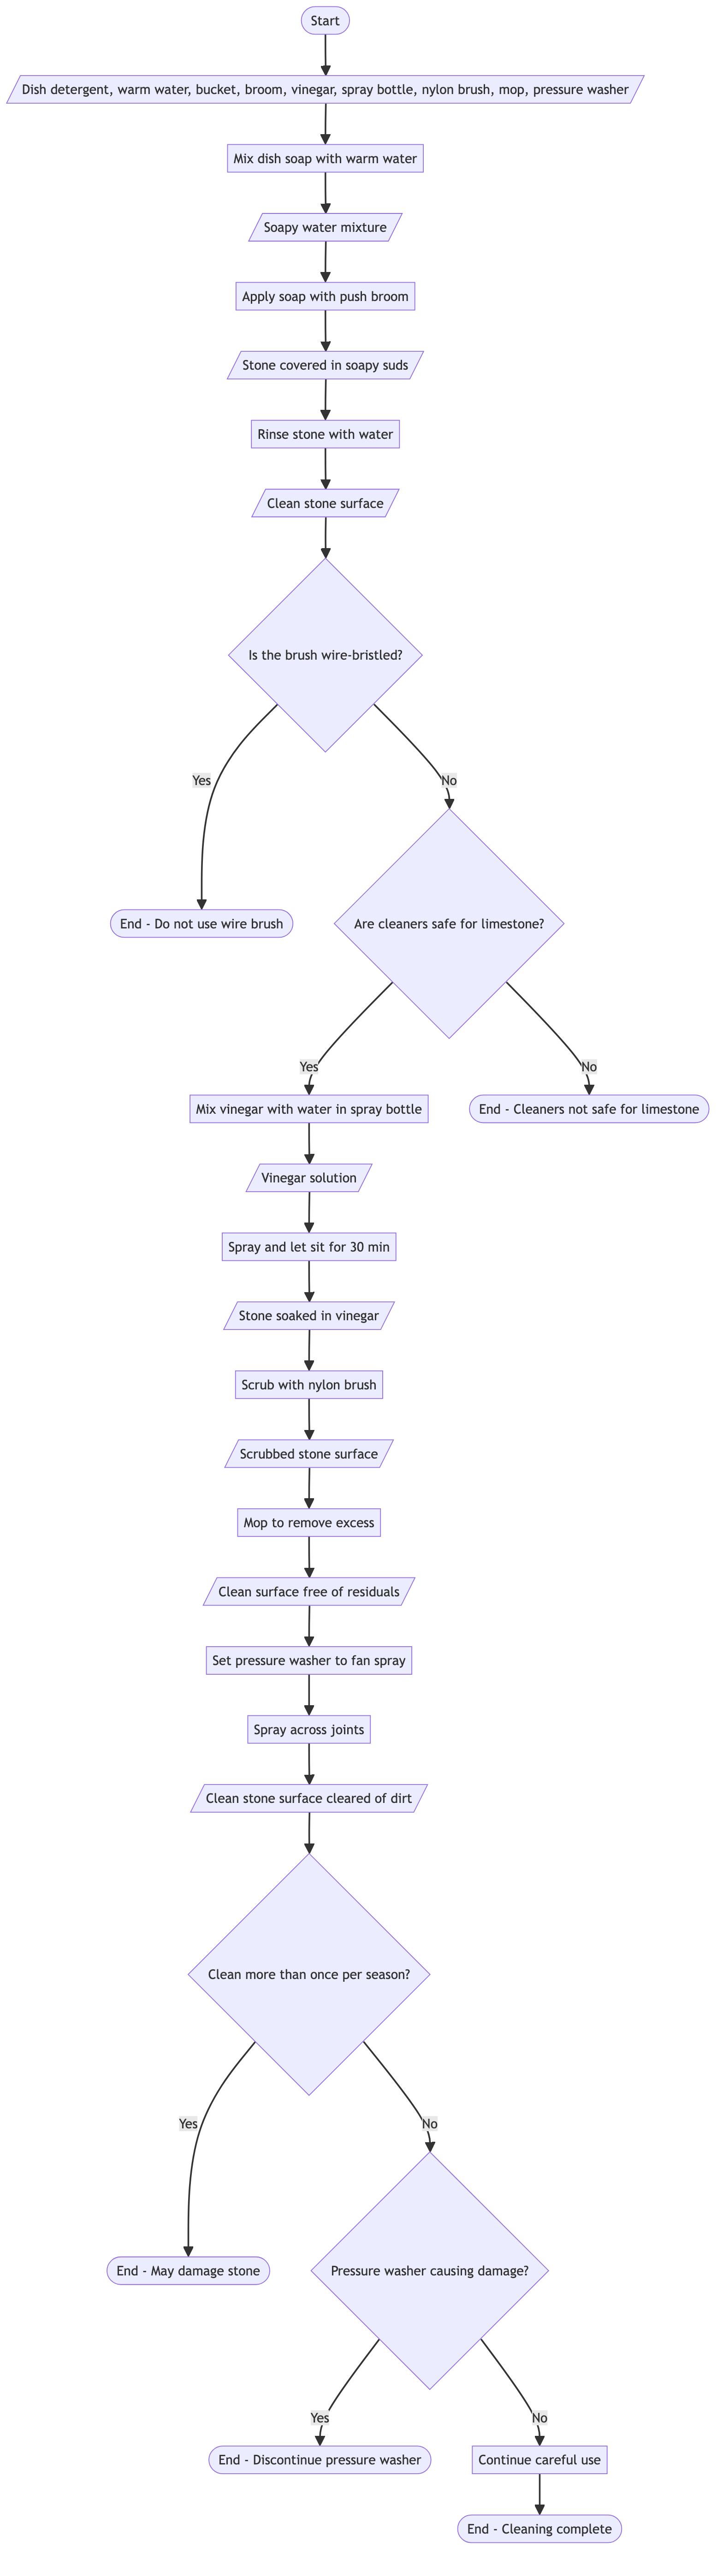 Start
Dish detergent, warm water, bucket, broom, vinegar, spray bottle, nylon brush, mop, pressure washer
Mix dish soap with warm water
Soapy water mixture
Apply soap with push broom
Stone covered in soapy suds
Rinse stone with water
Clean stone surface
Is the brush wire-bristled?
Yes
No
End - Do not use wire brush
Are cleaners safe for limestone?
Yes
No
Mix vinegar with water in spray bottle
End - Cleaners not safe for limestone
Vinegar solution
Spray and let sit for 30 min
Stone soaked in vinegar
Scrub with nylon brush
Scrubbed stone surface
Mop to remove excess
Clean surface free of residuals
Set pressure washer to fan spray
Spray across joints
Clean stone surface cleared of dirt
Clean more than once per season?
Yes
No
End - May damage stone
Pressure washer causing damage?
Yes
No
End - Discontinue pressure washer
Continue careful use
End - Cleaning complete